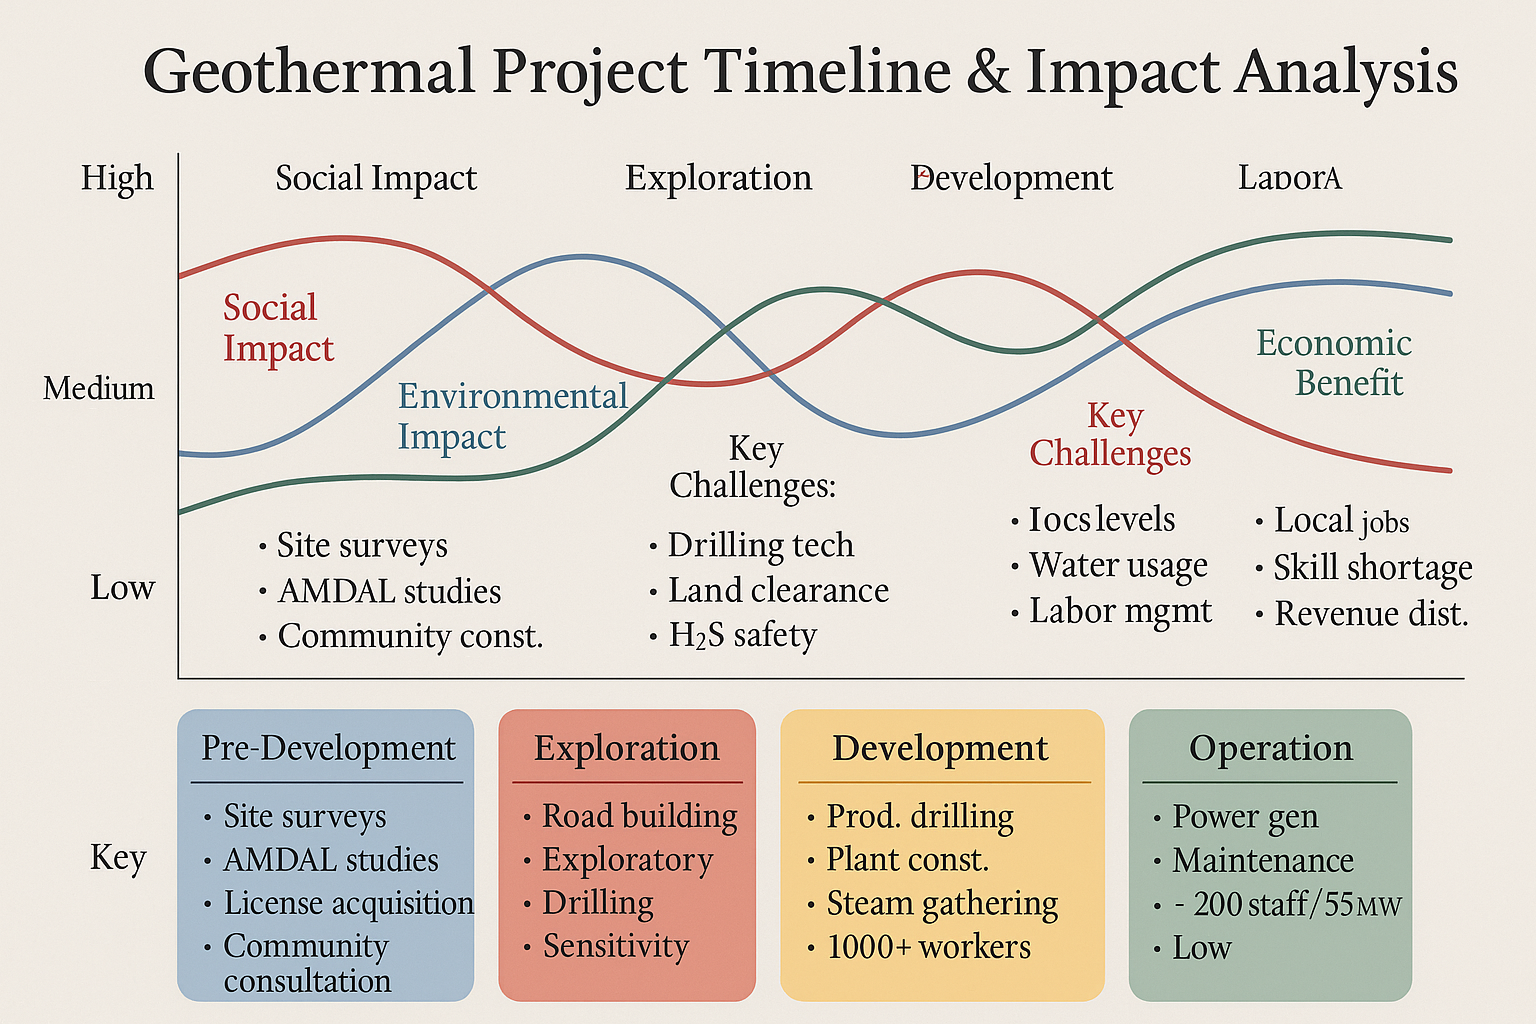 Geothermal Project Timeline & Impact Analysis
High
Social Impact
Exploration
Development
LaborA
Social
Impact
Medium
Environmental
Impact
Economic
Benefit
Key
Challenges:
Key
Challenges
Low
• Site surveys
• AMDAL studies
• Community const.
• Drilling tech
• Land clearance
• H₂S safety
• Iocs levels
• Water usage
• Labor mgmt
• Local jobs
• Skill shortage
• Revenue dist.
Key
Pre-Development
• Site surveys
• AMDAL studies
• License acquisition
• Community
consultation
Exploration
• Road building
• Exploratory
• Drilling
• Sensitivity
Development
• Prod. drilling
• Plant const.
• Steam gathering
• 1000+ workers
Operation
• Power gen
• Maintenance
• - 200 staff/55MW
• Low